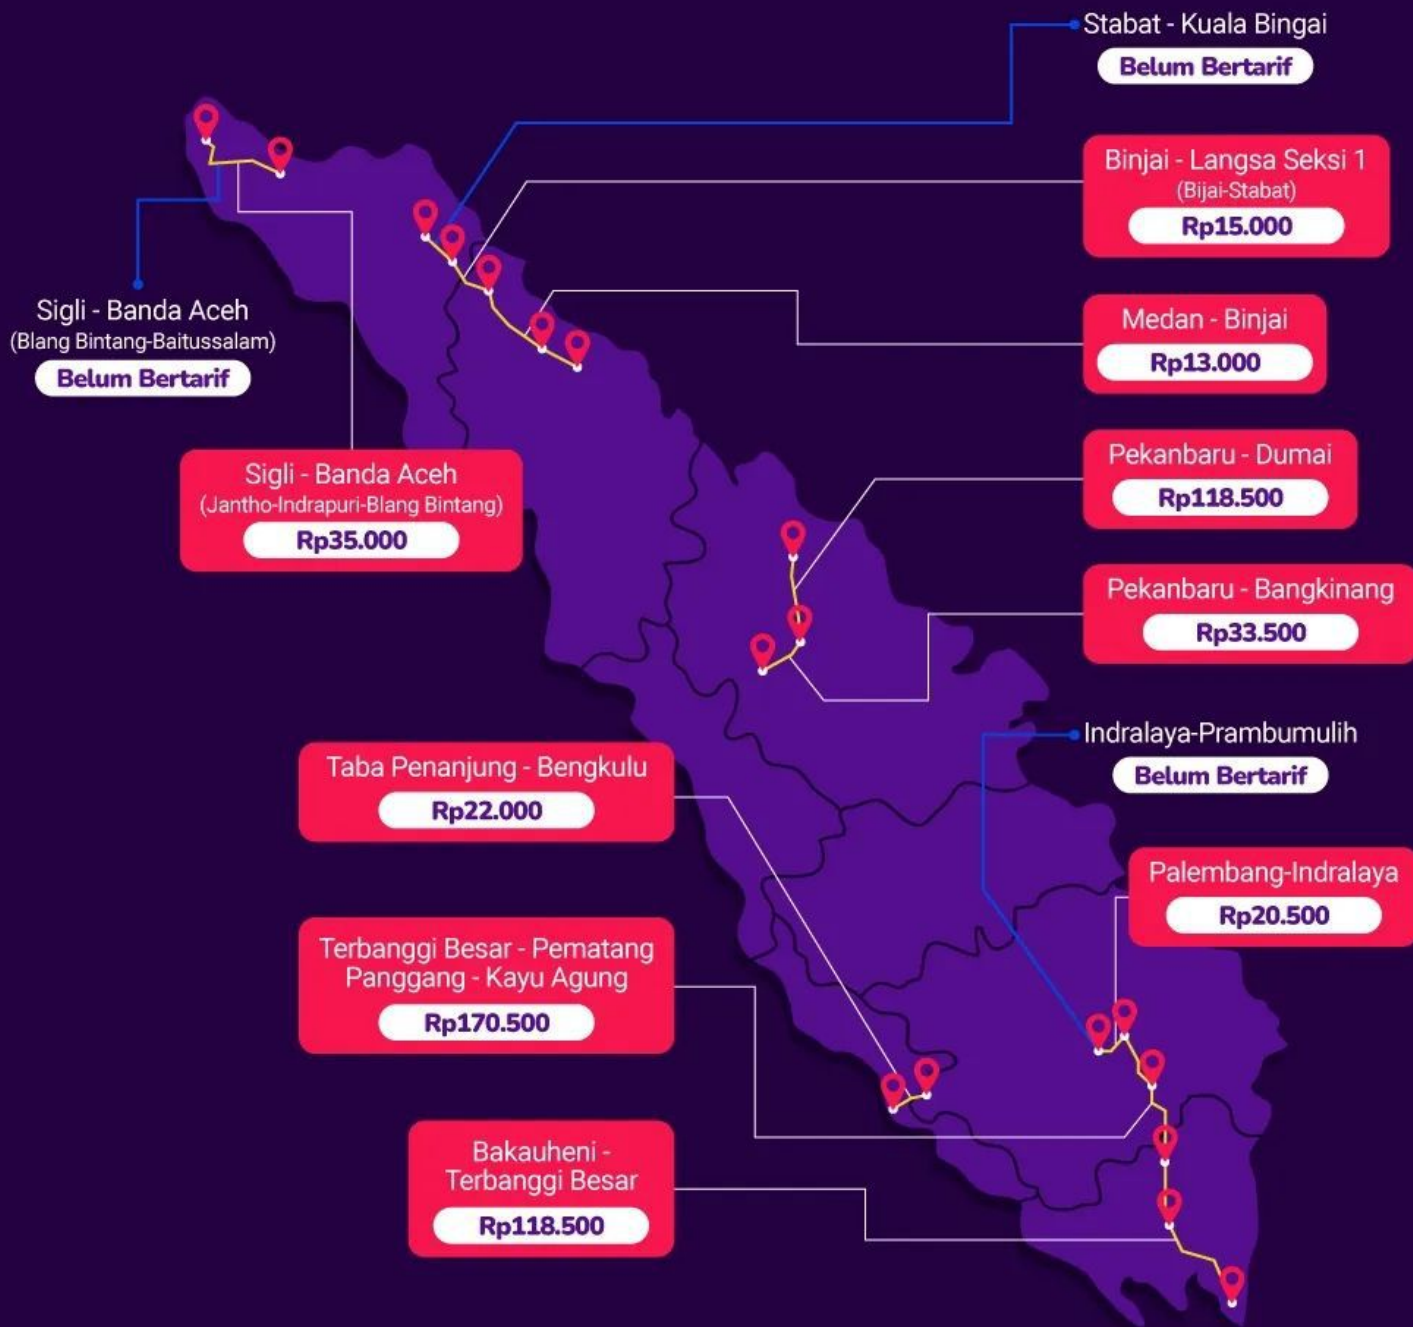 Stabat - Kuala Bingai
Belum Bertarif
Binjai - Langsa Seksi 1
(Bijai-Stabat)
Rp15.000
Medan - Binjai
Rp13.000
Sigli - Banda Aceh
(Blang Bintang-Baitussalam)
Belum Bertarif
Sigli - Banda Aceh
(Jantho-Indrapuri-Blang Bintang)
Rp35.000
Pekanbaru - Dumai
Rp118.500
Pekanbaru - Bangkinang
Rp33.500
Indralaya-Prambumulih
Belum Bertarif
Taba Penanjung - Bengkulu
Rp22.000
Palembang-Indralaya
Rp20.500
Terbanggi Besar - Pematang
Panggang - Kayu Agung
Rp170.500
Bakauheni -
Terbanggi Besar
Rp118.500